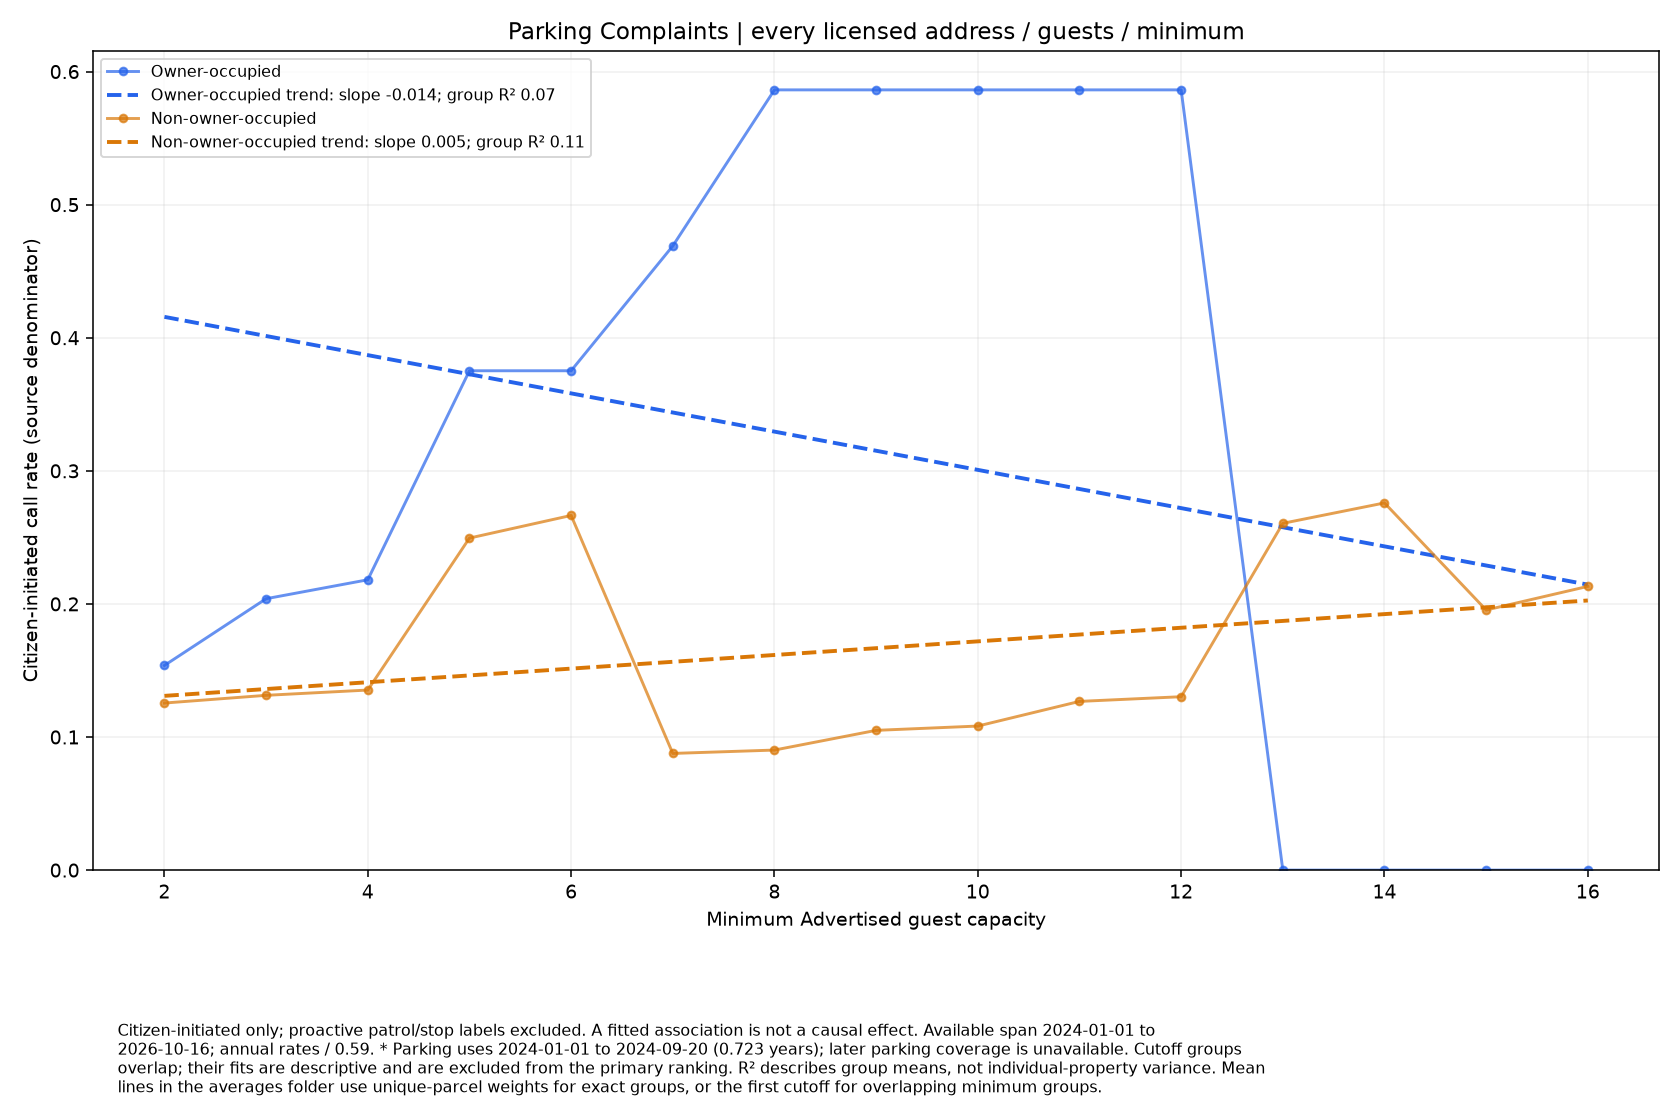 Parking Complaints | every licensed address / guests / minimum
Owner-occupied
Owner-occupied trend: slope -0.014; group R² 0.07
Non-owner-occupied
Non-owner-occupied trend: slope 0.005; group R² 0.11
Citizen-initiated call rate (source denominator)
0.6
0.5
0.4
0.3
0.2
0.1
0.0
2 4 6 8 10 12 14 16
Minimum Advertised guest capacity
Citizen-initiated only; proactive patrol/stop labels excluded. A fitted association is not a causal effect. Available span 2024-01-01 to
2026-10-16; annual rates / 0.59. * Parking uses 2024-01-01 to 2024-09-20 (0.723 years); later parking coverage is unavailable. Cutoff groups
overlap; their fits are descriptive and are excluded from the primary ranking. R² describes group means, not individual-property variance. Mean
lines in the averages folder use unique-parcel weights for exact groups, or the first cutoff for overlapping minimum groups.